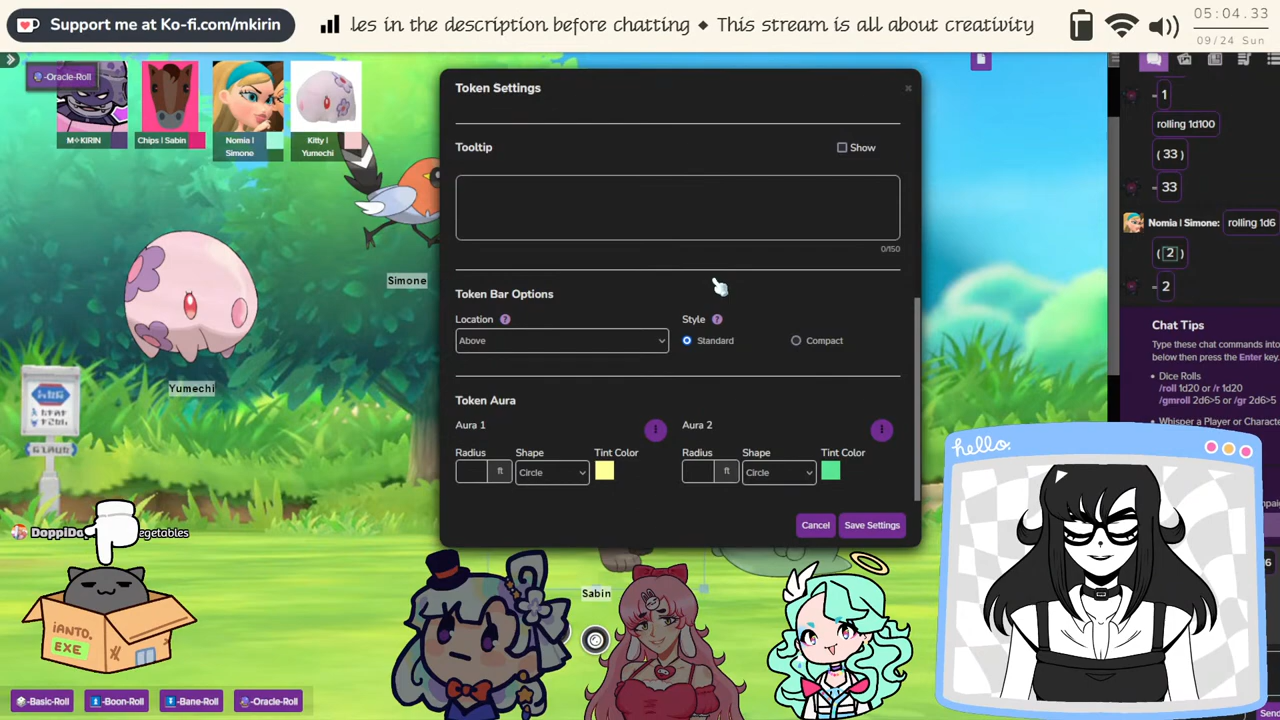 Support me at Ko-fi.com/mkirin
les in the description before chatting ◆ This stream is all about creativity
05:04.33
09/24 Sun
-Oracle-Roll
M✧KIRIN
Chips | Sabin
Nomia |
Simone
Kitty |
Yumechi
Token Settings
Tooltip
Show
0/150
Token Bar Options
Location ?
Style ?
Above
Standard
Compact
Token Aura
Aura 1
Aura 2
Radius
Shape
Tint Color
Radius
Shape
Tint Color
ft
Circle
ft
Circle
Cancel
Save Settings
= 1
rolling 1d100
( 33 )
= 33
Nomia | Simone: rolling 1d6
( 2 )
= 2
Chat Tips
Type these chat commands into
below then press the Enter key.
• Dice Rolls
/roll 1d20 or /r 1d20
/gmroll 2d6>5 or /gr 2d6>5
• Whisper a Player or Characte
Simone
Yumechi
egetables
iANTO.
EXE
Sabin
hello.
-Basic-Roll
-Boon-Roll
-Bane-Roll
-Oracle-Roll
Send